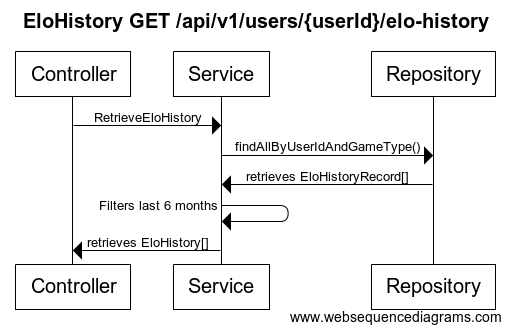 EloHistory GET /api/v1/users/{userId}/elo-history
Controller Service Repository
RetrieveEloHistory
findAllByUserIdAndGameType()
retrieves EloHistoryRecord[]
Filters last 6 months
retrieves EloHistory[]
Controller Service Repository
www.websequencediagrams.com